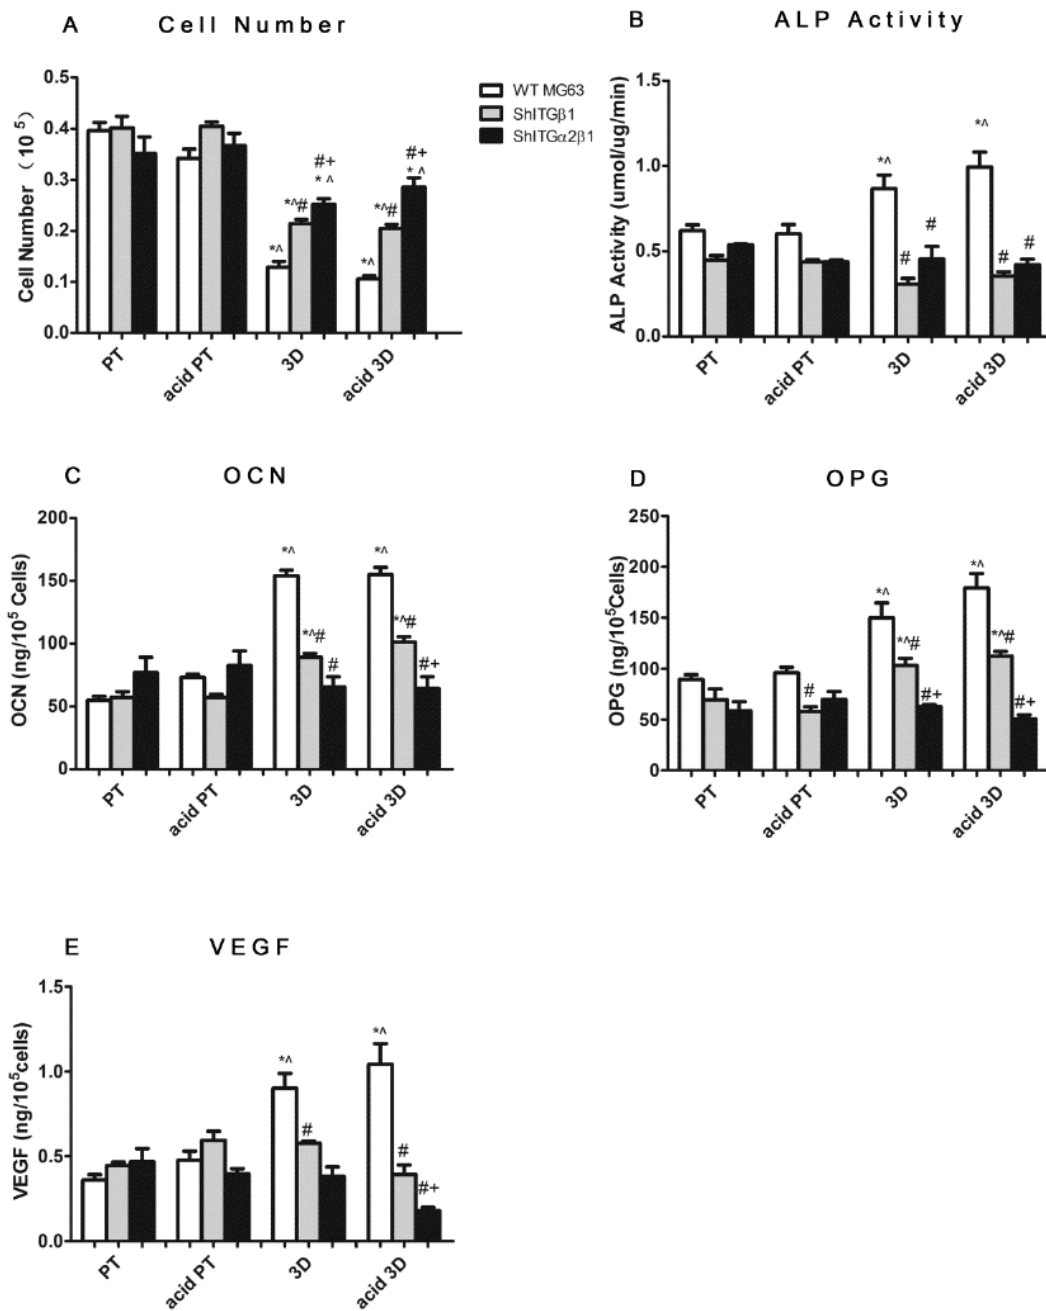 A Cell Number
Cell Number (10 5)
0.5
0.4
0.3
0.2
0.1
0.0
*^
*^#
#+
* ^
*^
*^#
#+
* ^
PT
acid PT
3D
acid 3D
WT MG63
ShITGβ1
ShITGα2β1
B ALP Activity
ALP Activity (umol/ug/min)
1.5
1.0
0.5
0.0
*^
#
#
*^
#
#
PT
acid PT
3D
acid 3D
C OCN
OCN (ng/10⁵ Cells)
200
150
100
50
0
*^
*^#
#
*^
*^#
#+
PT
acid PT
3D
acid 3D
D OPG
OPG (ng/10⁵Cells)
250
200
150
100
50
0
#
*^
*^#
#+
*^
*^#
#+
PT
acid PT
3D
acid 3D
E VEGF
VEGF (ng/10⁵cells)
1.5
1.0
0.5
0.0
*^
#
*^
#
#+
PT
acid PT
3D
acid 3D